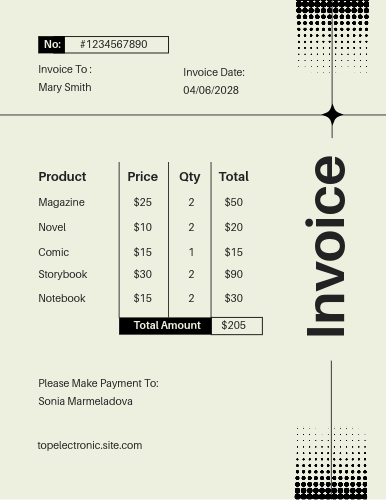 No: #1234567890
Invoice To :
Mary Smith
Invoice Date:
04/06/2028
Product Price Qty Total
Magazine $25 2 $50
Novel $10 2 $20
Comic $15 1 $15
Storybook $30 2 $90
Notebook $15 2 $30
Total Amount $205
Invoice
Please Make Payment To:
Sonia Marmeladova
topelectronic.site.com